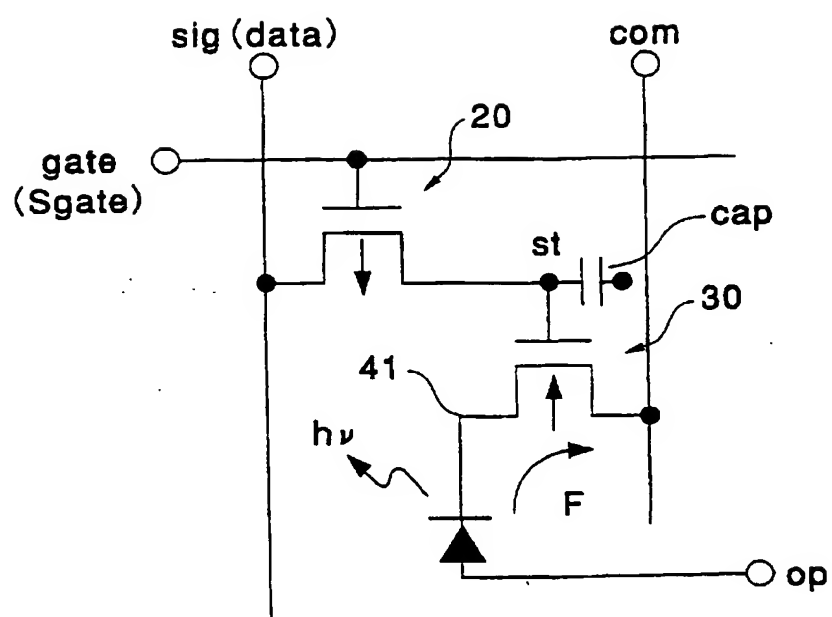 sig(data)
com
20
gate
(Sgate)
cap
st
30
41
hν
F
op